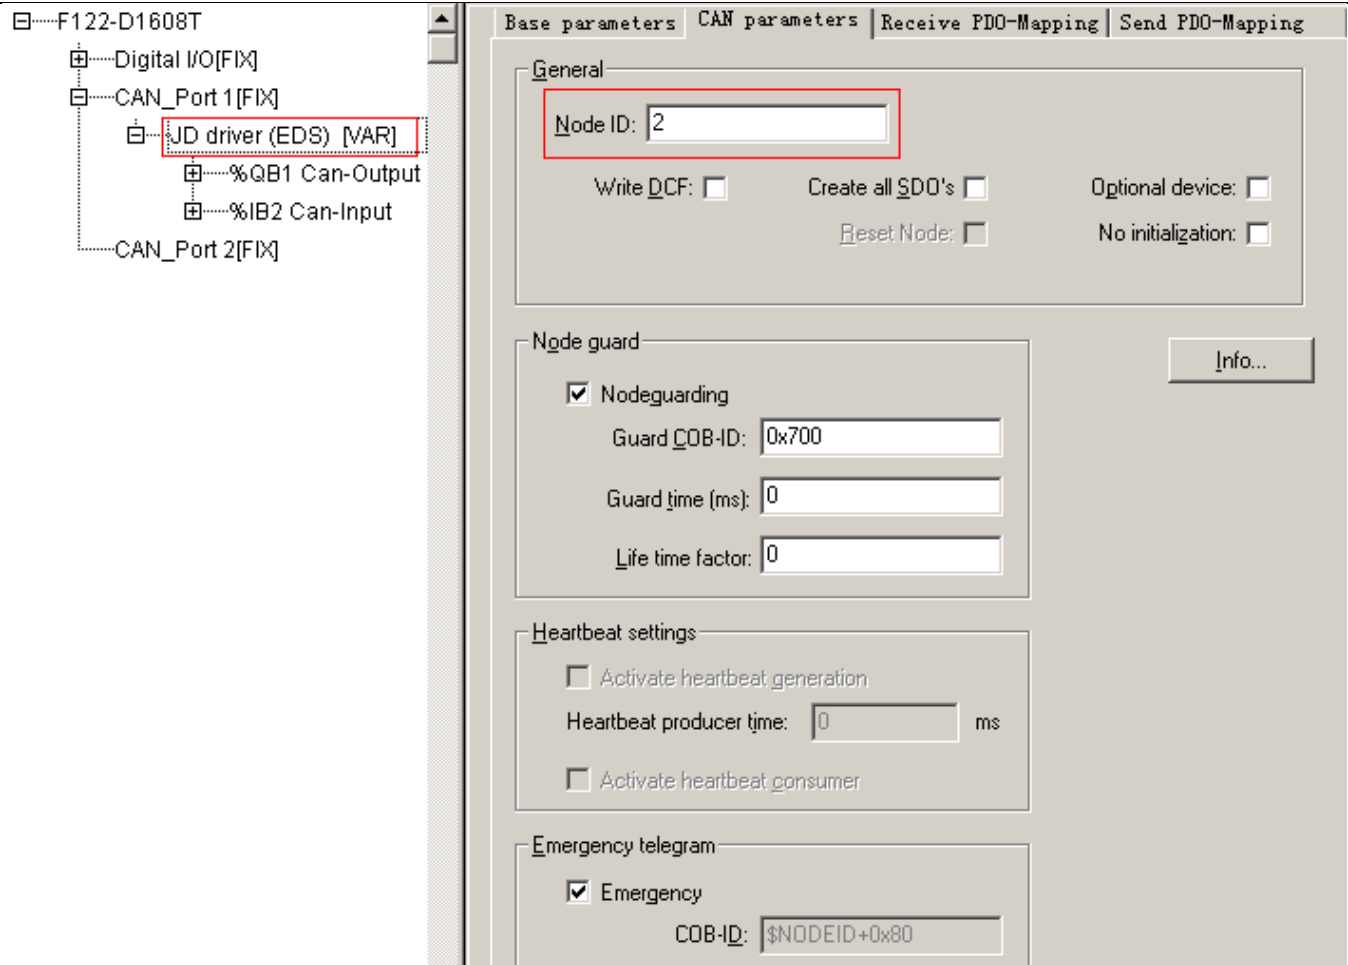 F122-D1608T
Digital I/O[FIX]
CAN_Port 1[FIX]
JD driver (EDS) [VAR]
%QB1 Can-Output
%IB2 Can-Input
CAN_Port 2[FIX]
Base parameters CAN parameters Receive PDO-Mapping Send PDO-Mapping
General
Node ID: 2
Write DCF: Create all SDO's Optional device:
Reset Node: No initialization:
Node guard
Info...
Nodeguarding
Guard COB-ID: 0x700
Guard time (ms): 0
Life time factor: 0
Heartbeat settings
Activate heartbeat generation
Heartbeat producer time: 0 ms
Activate heartbeat consumer
Emergency telegram
Emergency
COB-ID: $NODEID+0x80